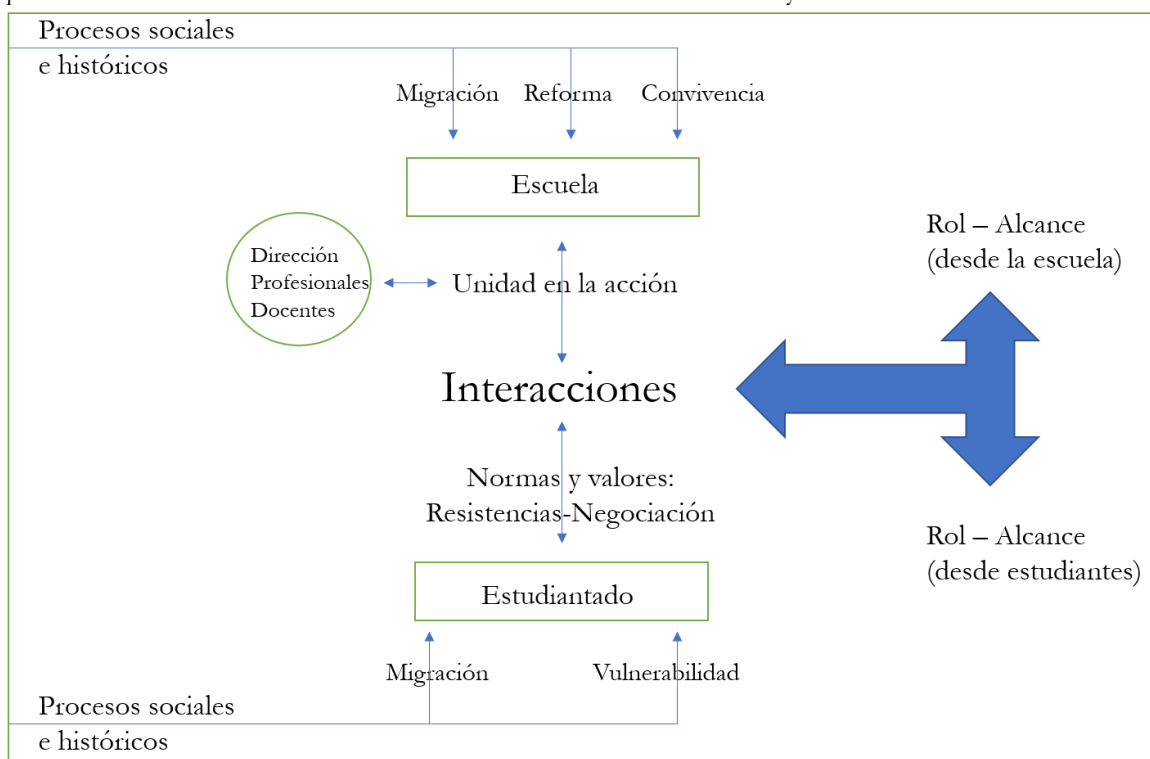 Procesos sociales
e históricos
Migración Reforma Convivencia
Escuela
Dirección
Profesionales
Docentes
Unidad en la acción
Rol – Alcance
(desde la escuela)
Interacciones
Normas y valores:
Resistencias-Negociación
Rol – Alcance
(desde estudiantes)
Estudiantado
Migración Vulnerabilidad
Procesos sociales
e históricos